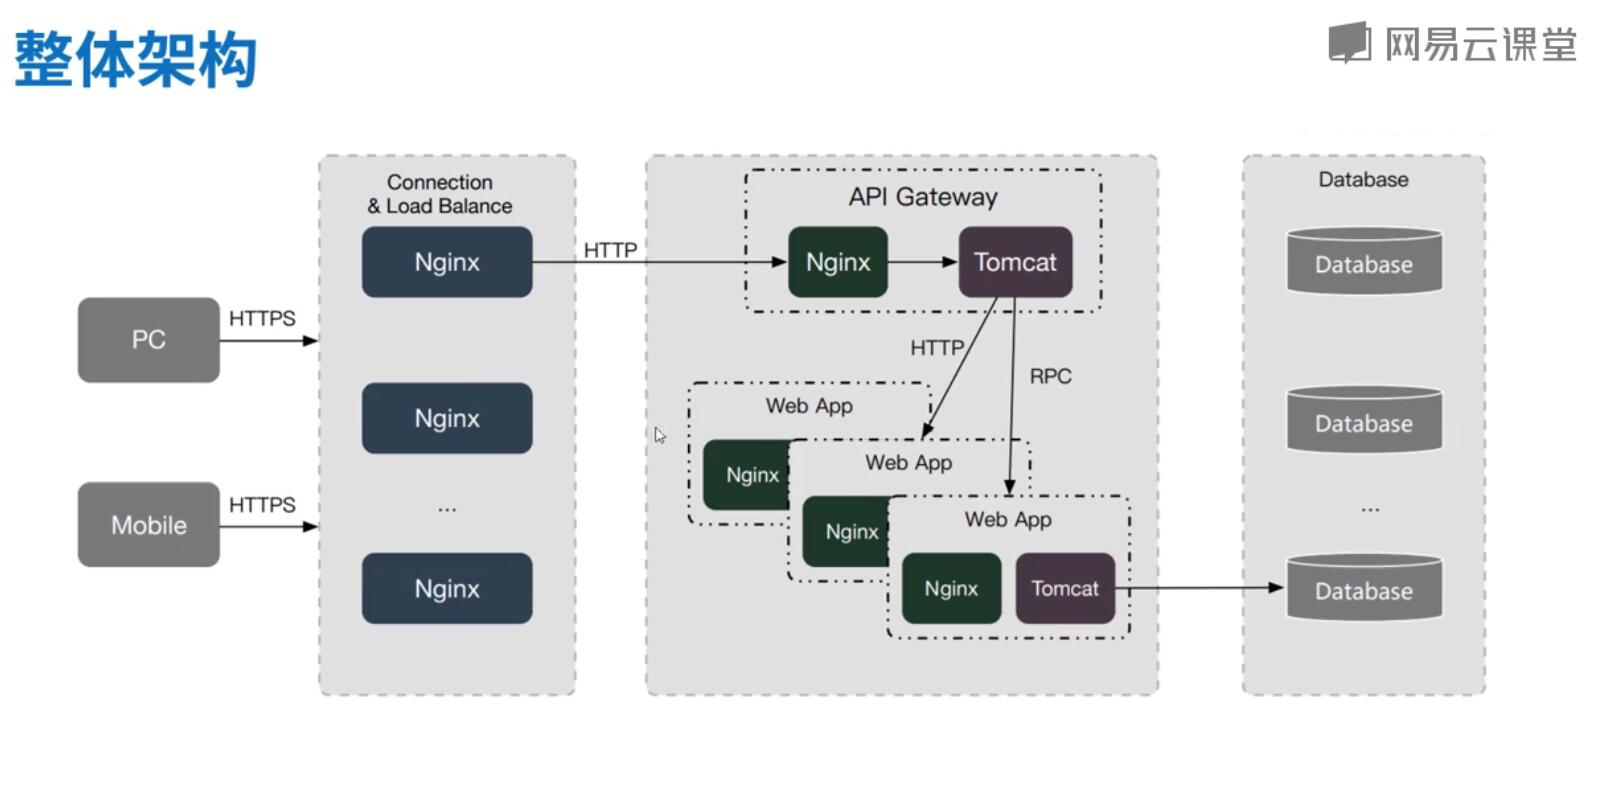 整体架构
网易云课堂
Connection
& Load Balance
Nginx
Nginx
...
Nginx
PC
HTTPS
Mobile
HTTPS
HTTP
API Gateway
Nginx
Tomcat
HTTP
RPC
Web App
Nginx
Web App
Nginx
Web App
Nginx
Tomcat
Database
Database
Database
...
Database